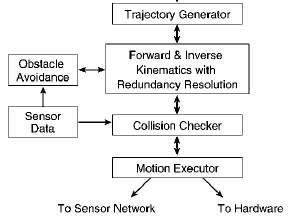 Trajectory Generator
Forward & Inverse
Kinematics with
Redundancy Resolution
Obstacle
Avoidance
Sensor
Data
Collision Checker
Motion Executor
To Sensor Network
To Hardware